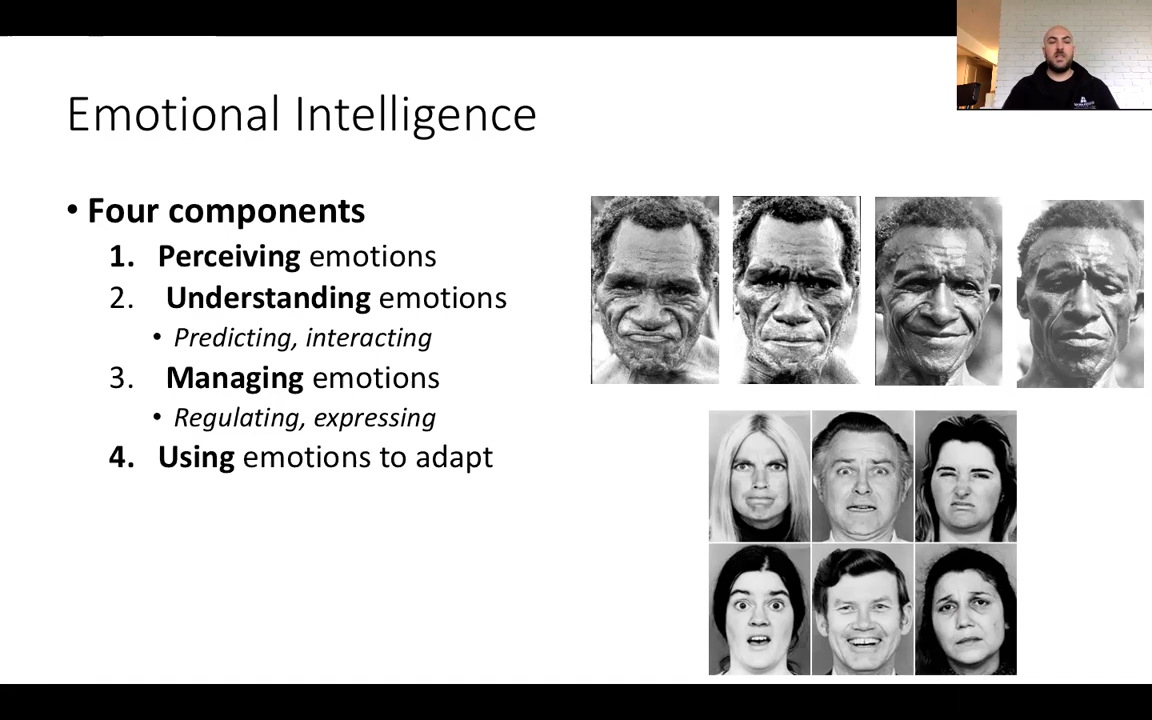 Emotional Intelligence
• Four components
1. Perceiving emotions
2. Understanding emotions
• Predicting, interacting
3. Managing emotions
• Regulating, expressing
4. Using emotions to adapt